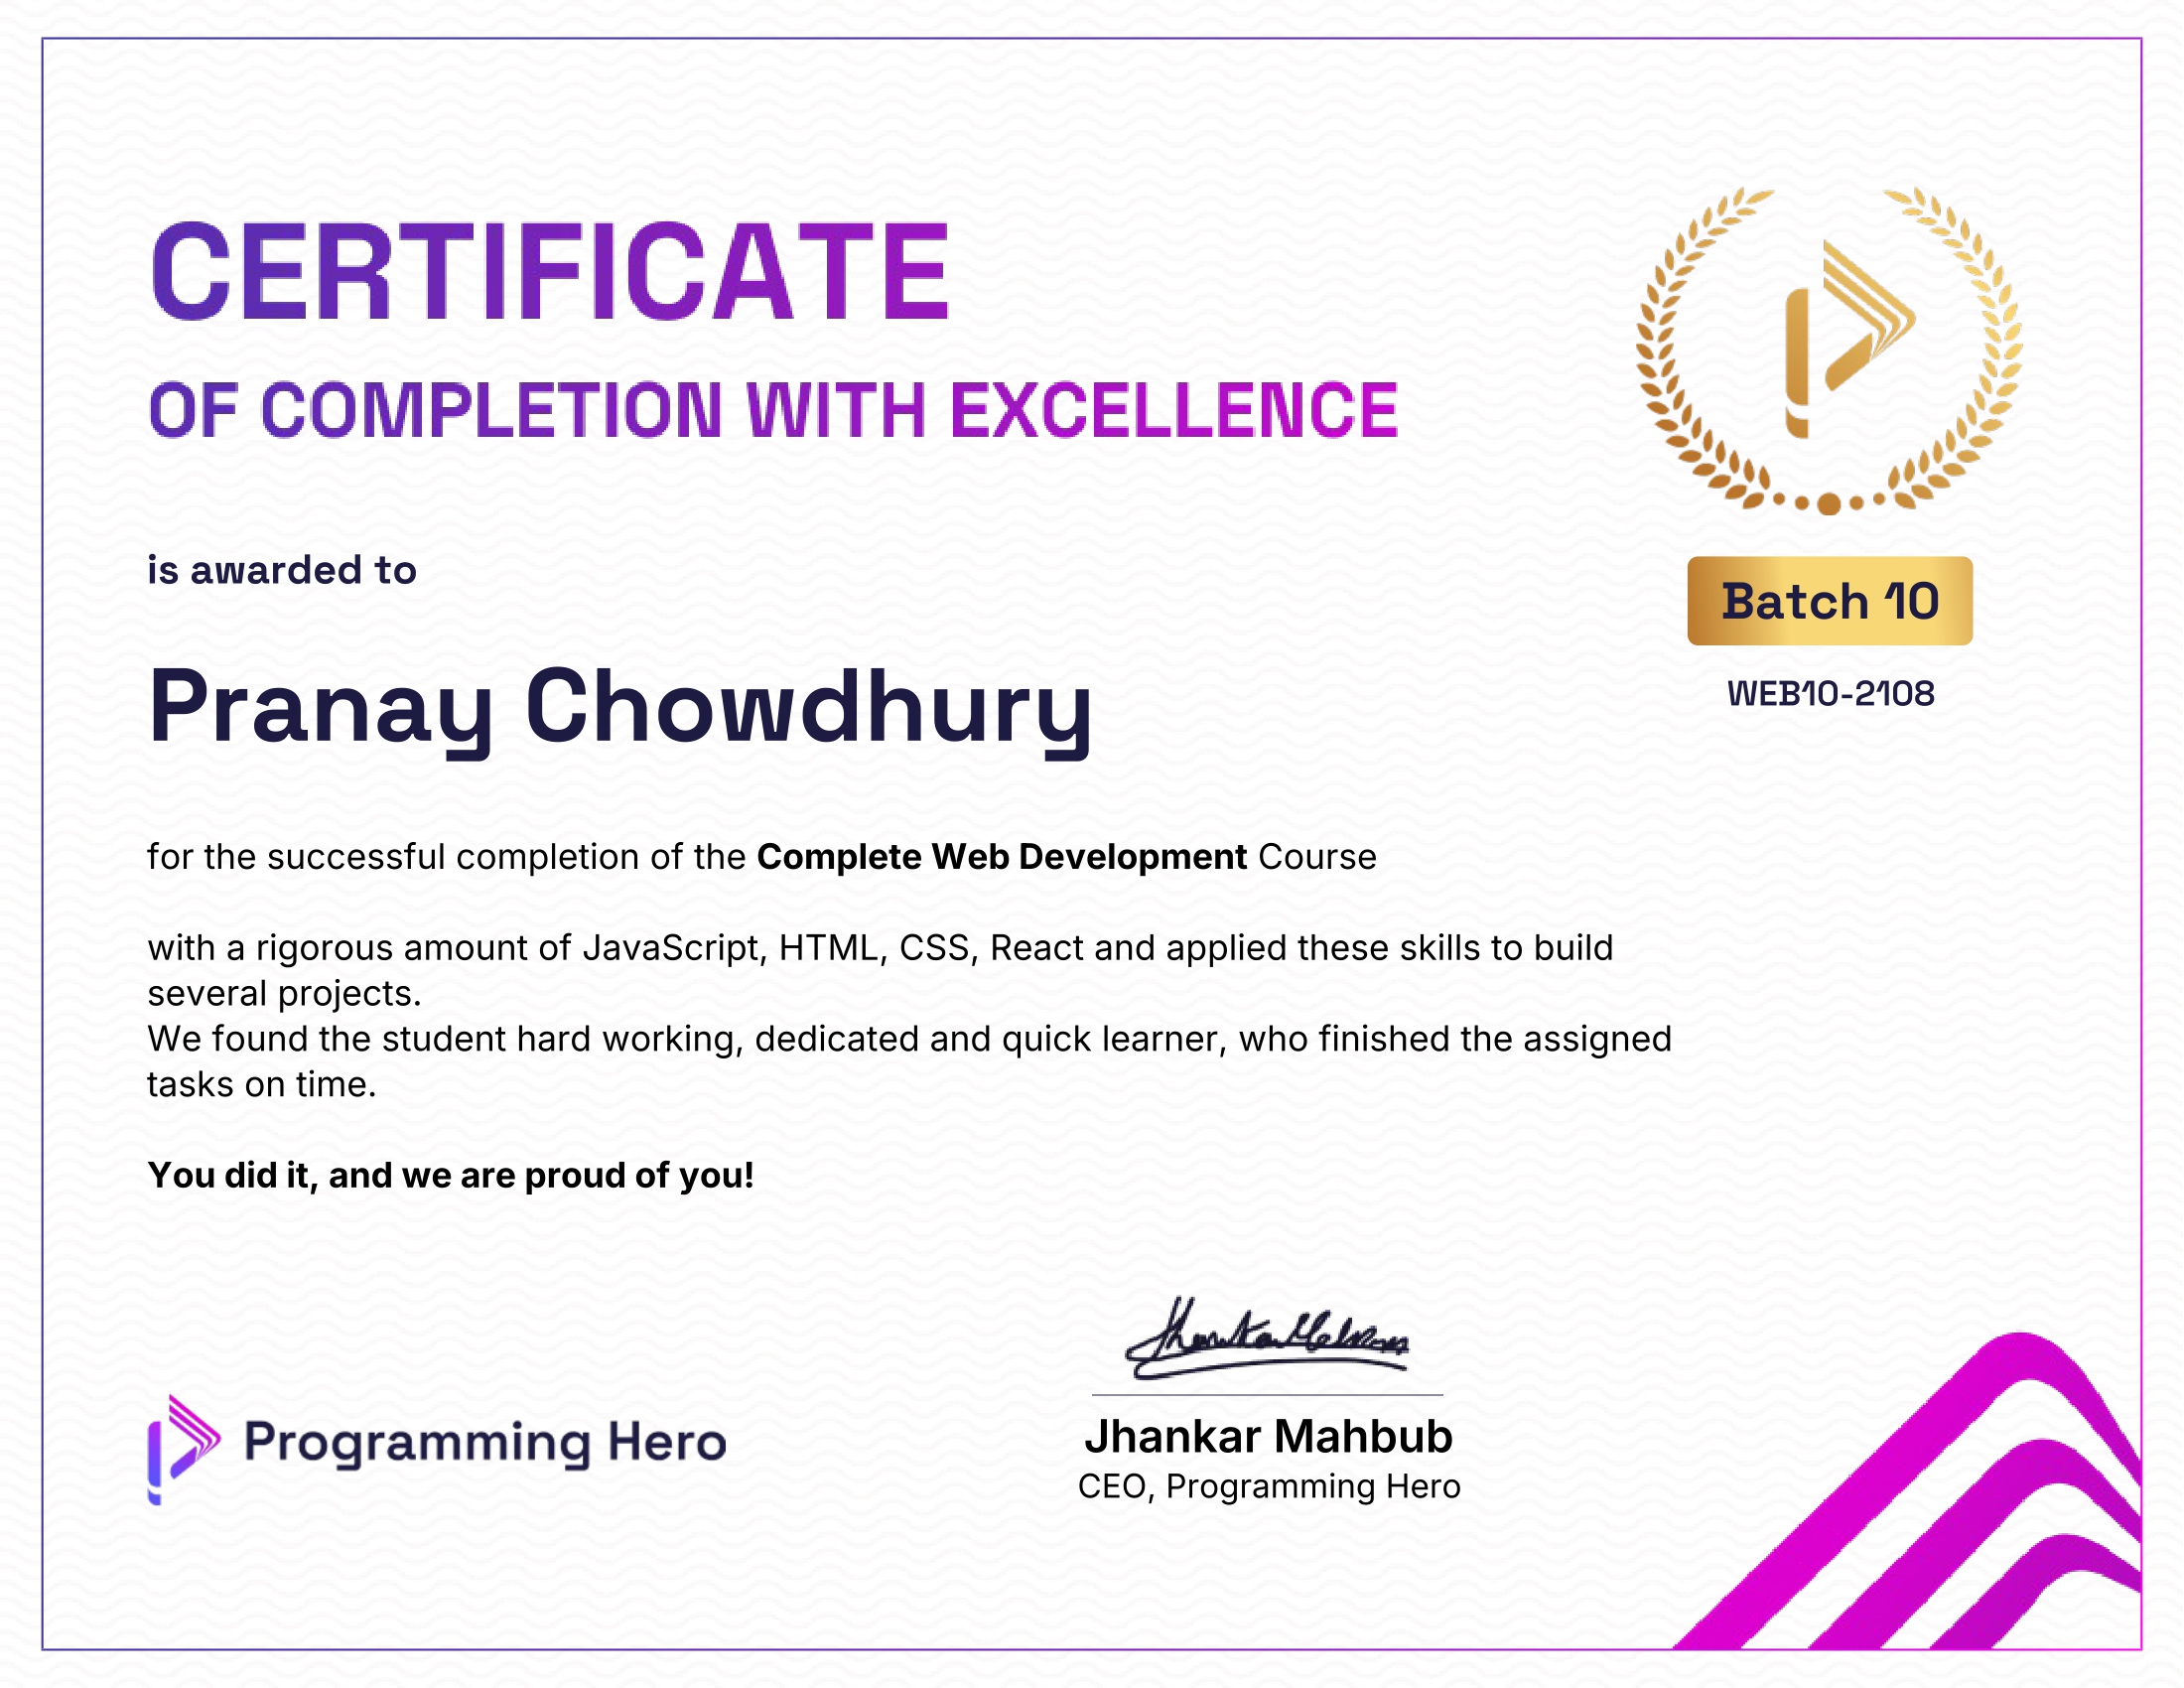 CERTIFICATE
OF COMPLETION WITH EXCELLENCE
is awarded to
Pranay Chowdhury
Batch 10
WEB10-2108
for the successful completion of the Complete Web Development Course
with a rigorous amount of JavaScript, HTML, CSS, React and applied these skills to build
several projects.
We found the student hard working, dedicated and quick learner, who finished the assigned
tasks on time.
You did it, and we are proud of you!
Programming Hero
Jhankar Mahbub
Jhankar Mahbub
CEO, Programming Hero